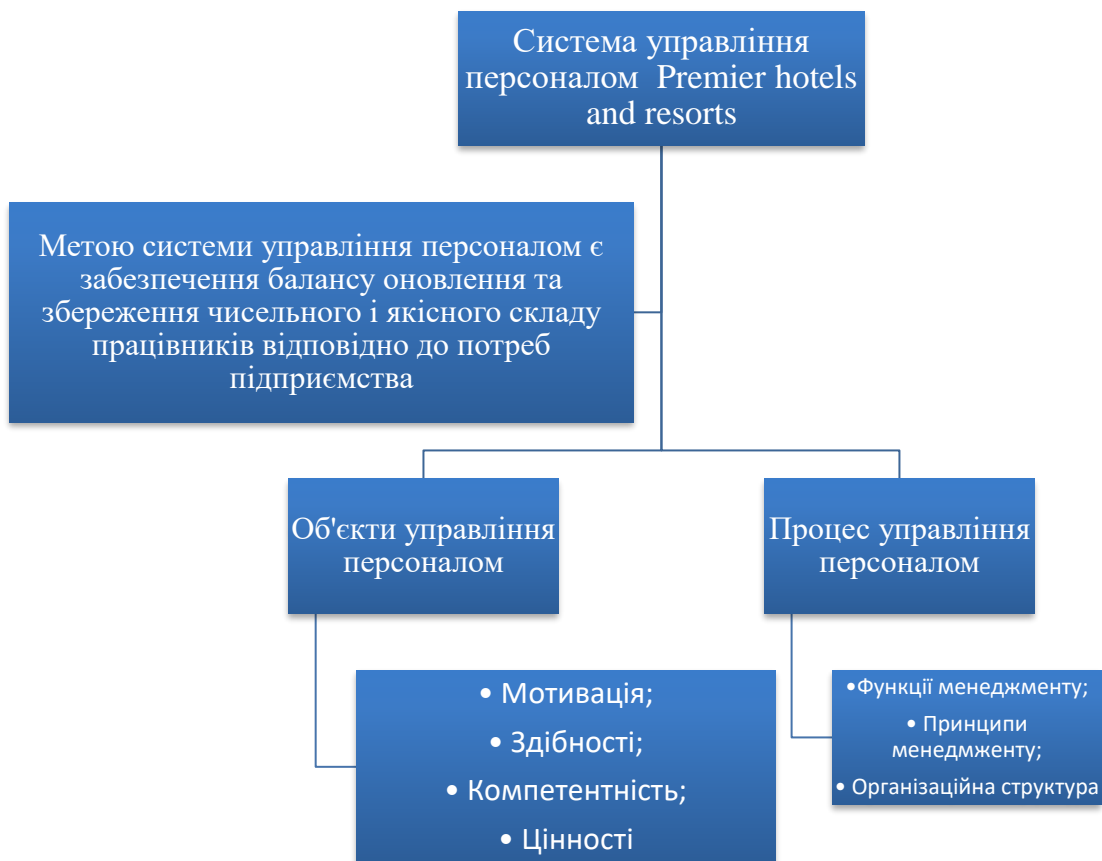 Система управління
персоналом Premier hotels
and resorts
Метою системи управління персоналом є
забезпечення балансу оновлення та
збереження чисельного і якісного складу
працівників відповідно до потреб
підприємства
Об'єкти управління
персоналом
Процес управління
персоналом
• Мотивація;
• Здібності;
• Компетентність;
• Цінності
•Функції менеджменту;
• Принципи
менедмженту;
• Організаційна структура